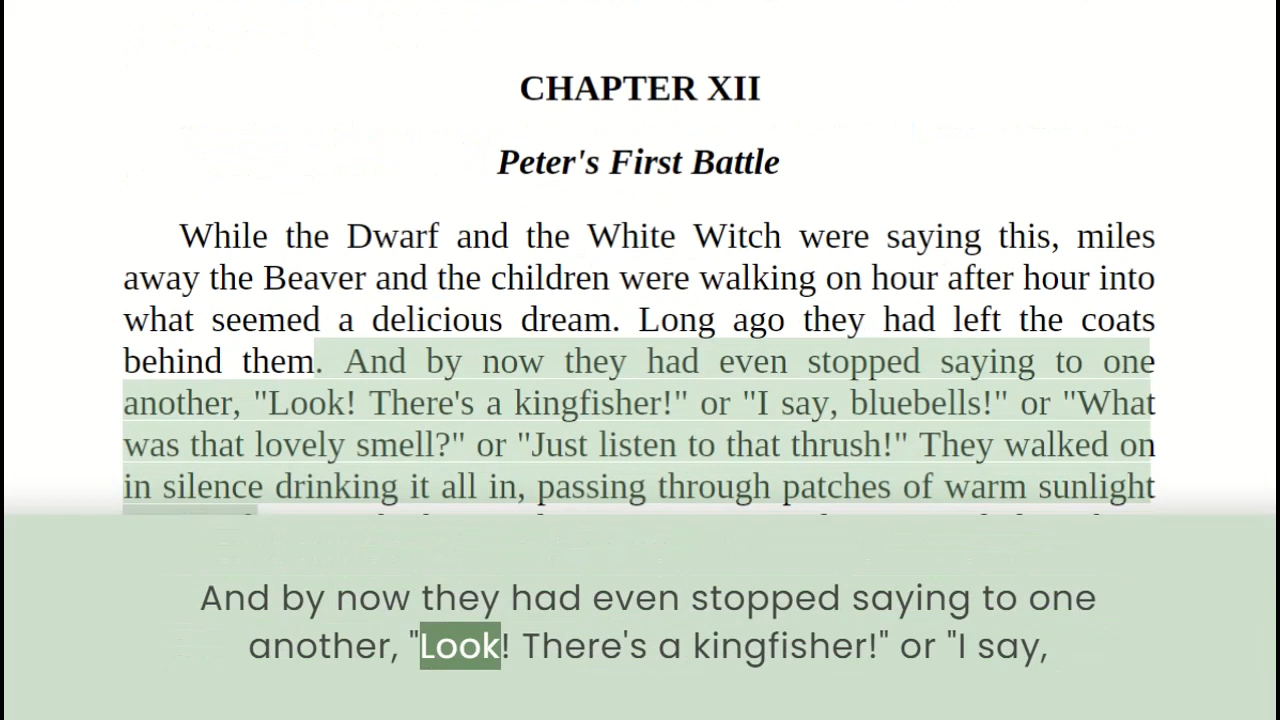 CHAPTER XII
Peter's First Battle
While the Dwarf and the White Witch were saying this, miles
away the Beaver and the children were walking on hour after hour into
what seemed a delicious dream. Long ago they had left the coats
behind them. And by now they had even stopped saying to one
another, "Look! There's a kingfisher!" or "I say, bluebells!" or "What
was that lovely smell?" or "Just listen to that thrush!" They walked on
in silence drinking it all in, passing through patches of warm sunlight
And by now they had even stopped saying to one
another, "Look! There's a kingfisher!" or "I say,